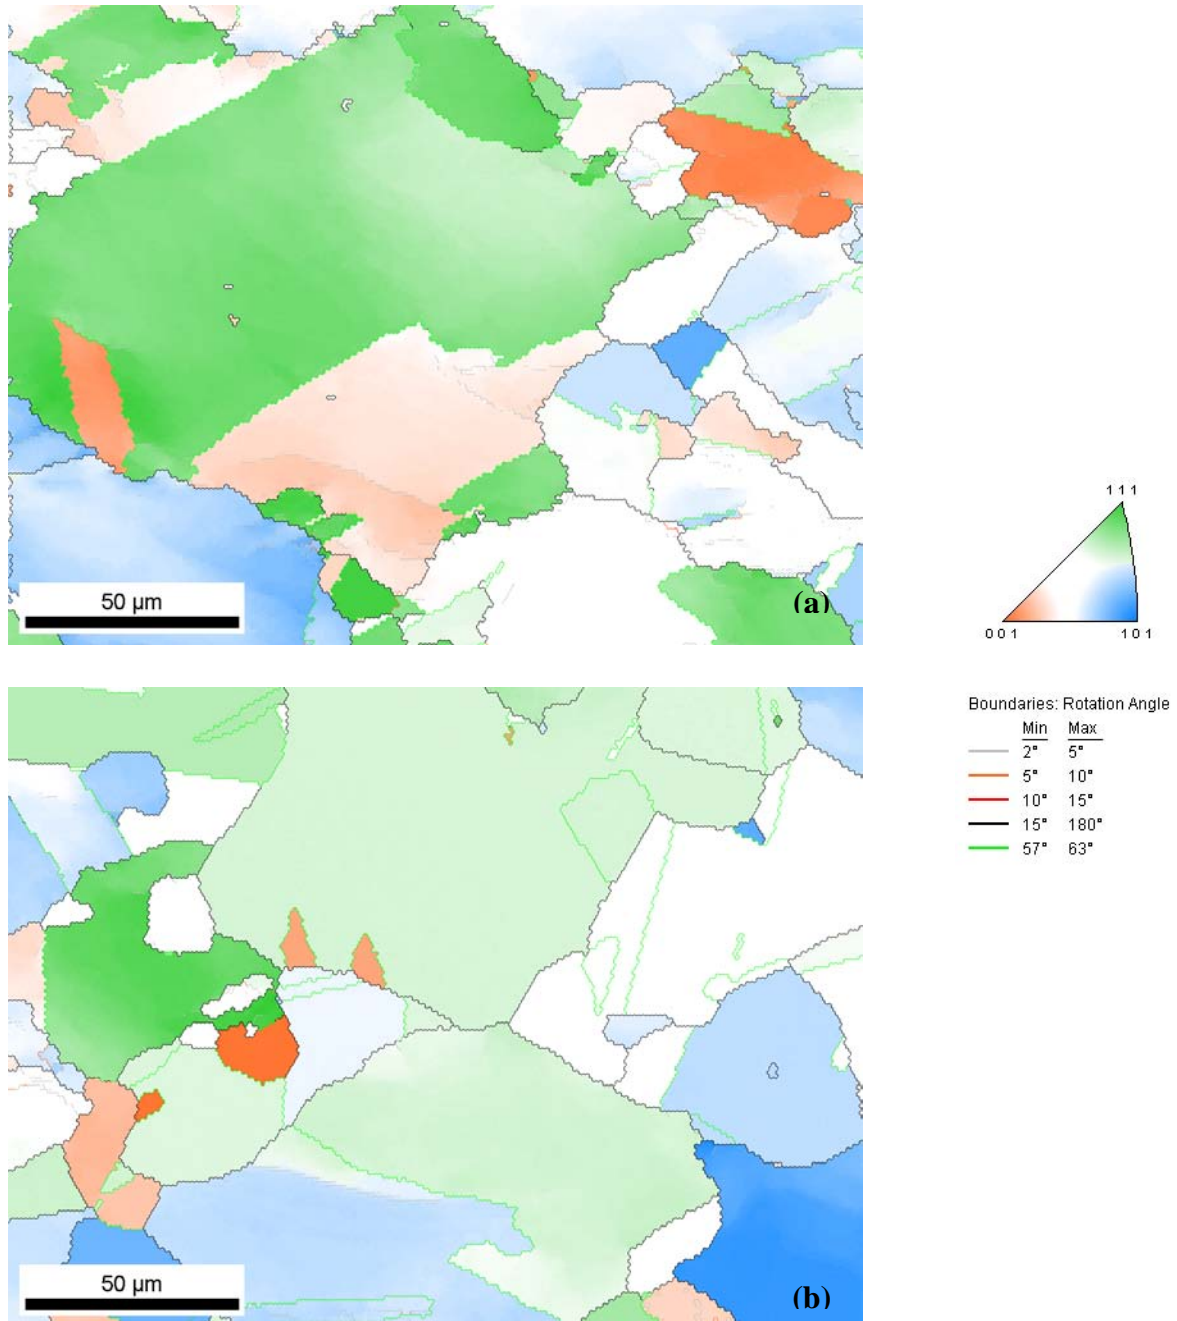 50 µm
(a)
1 1 1
0 0 1
1 0 1
Boundaries: Rotation Angle
Min Max
2° 5°
5° 10°
10° 15°
15° 180°
57° 63°
50 µm
(b)